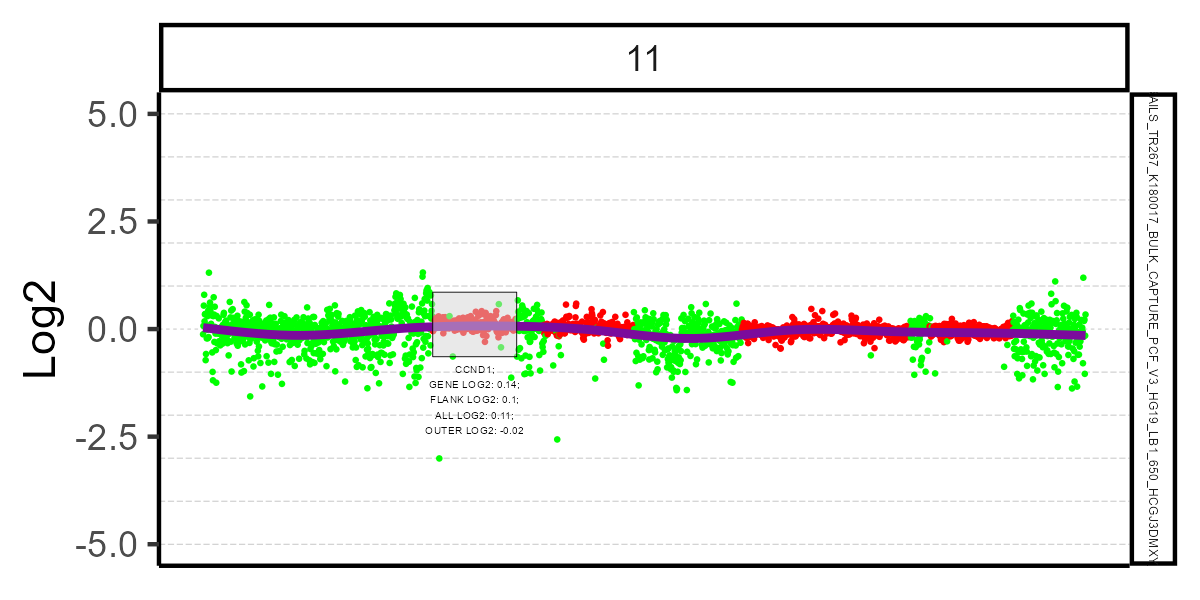 11
5.0
2.5
0.0
-2.5
-5.0
Log2
CCND1;
GENE LOG2: 0.14;
FLANK LOG2: 0.1;
ALL LOG2: 0.11;
OUTER LOG2: -0.02
AILS_TR267_K180017_BULK_CAPTURE_PCF_V3_HG19_LB1_650_HCGJ3DMXY